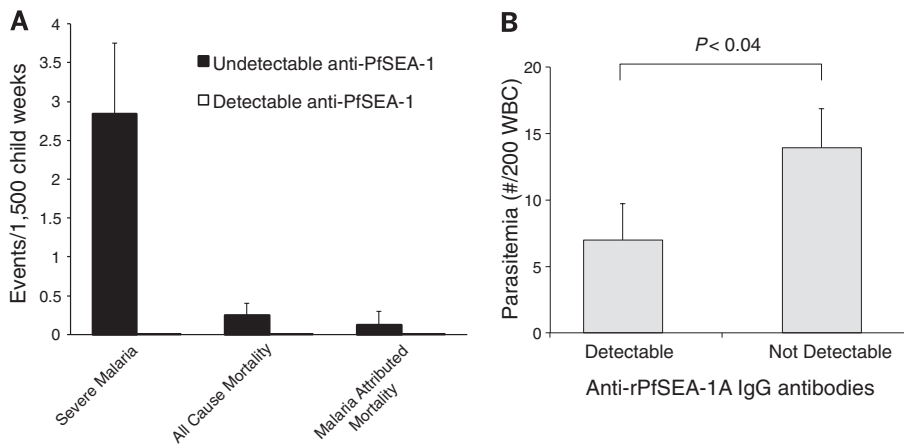 A
4
3.5
3
2.5
2
1.5
1
0.5
0
Events/1,500 child weeks
Undetectable anti-PfSEA-1
Detectable anti-PfSEA-1
Severe Malaria
All Cause Mortality
Malaria Attributed
Mortality
B
P< 0.04
20
15
10
5
0
Parasitemia (#/200 WBC)
Detectable
Not Detectable
Anti-rPfSEA-1A IgG antibodies